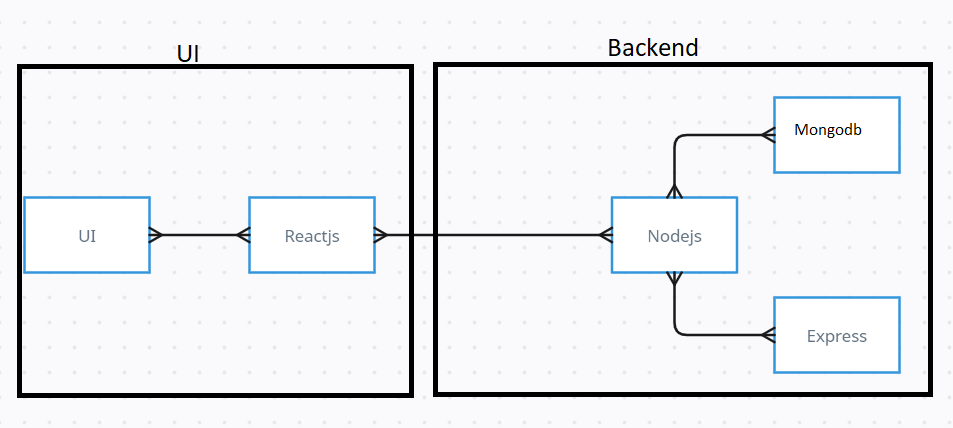 UI
Backend
Mongodb
UI
Reactjs
Nodejs
Express